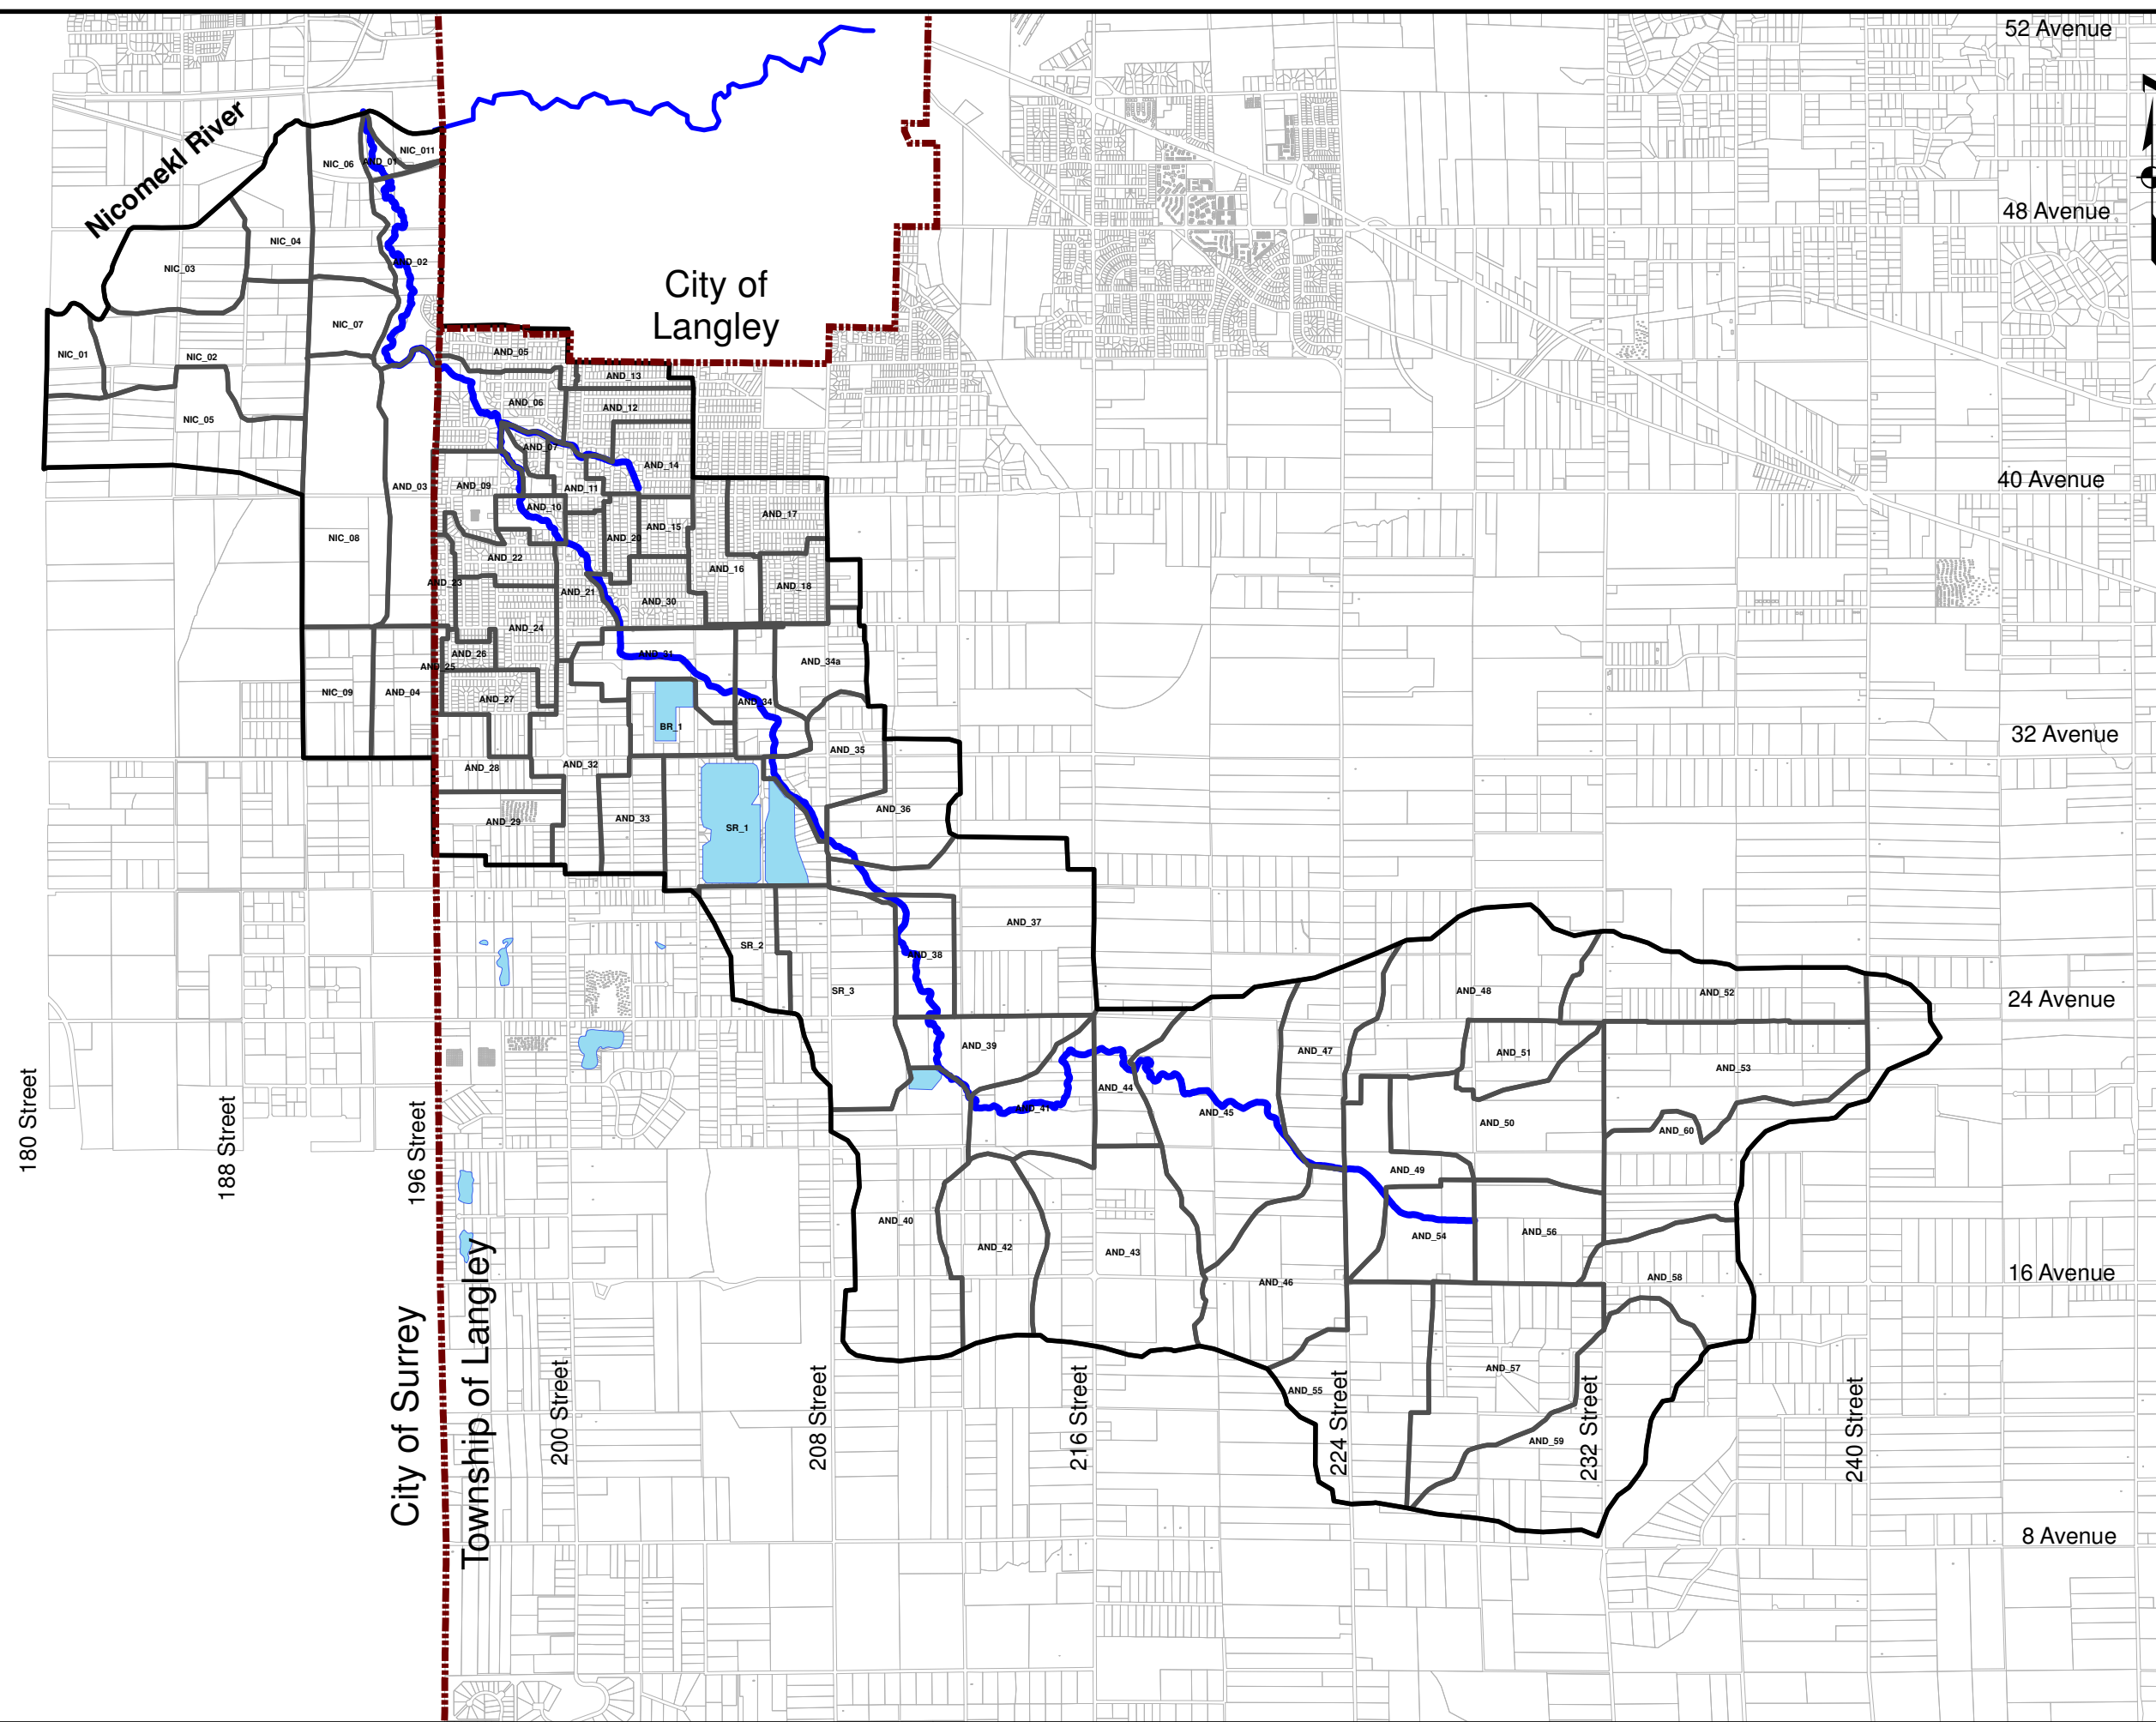 52 Avenue
Nicomekl River
NIC_011
NIC_06
AND_01
48 Avenue
NIC_04
AND_02
NIC_03
City of
Langley
NIC_07
AND_05
NIC_01
NIC_02
AND_13
AND_06
AND_12
NIC_05
AND_07
AND_14
40 Avenue
AND_03
AND_09
AND_11
AND_10
AND_17
AND_15
NIC_08
AND_20
AND_22
AND_16
AND_23
AND_18
AND_21
AND_30
AND_24
AND_26
AND_31
AND_34a
AND_25
NIC_09
AND_04
AND_27
AND_34
BR_1
32 Avenue
AND_35
AND_28
AND_32
AND_36
AND_29
AND_33
SR_1
AND_37
SR_2
AND_38
SR_3
AND_48
AND_52
24 Avenue
AND_39
AND_47
AND_51
AND_53
AND_44
AND_41
AND_45
AND_50
AND_60
180 Street
188 Street
196 Street
AND_49
AND_40
AND_42
AND_43
AND_54
AND_56
AND_46
AND_58
16 Avenue
City of Surrey
Township of Langley
AND_57
AND_55
AND_59
200 Street
208 Street
216 Street
224 Street
232 Street
240 Street
8 Avenue